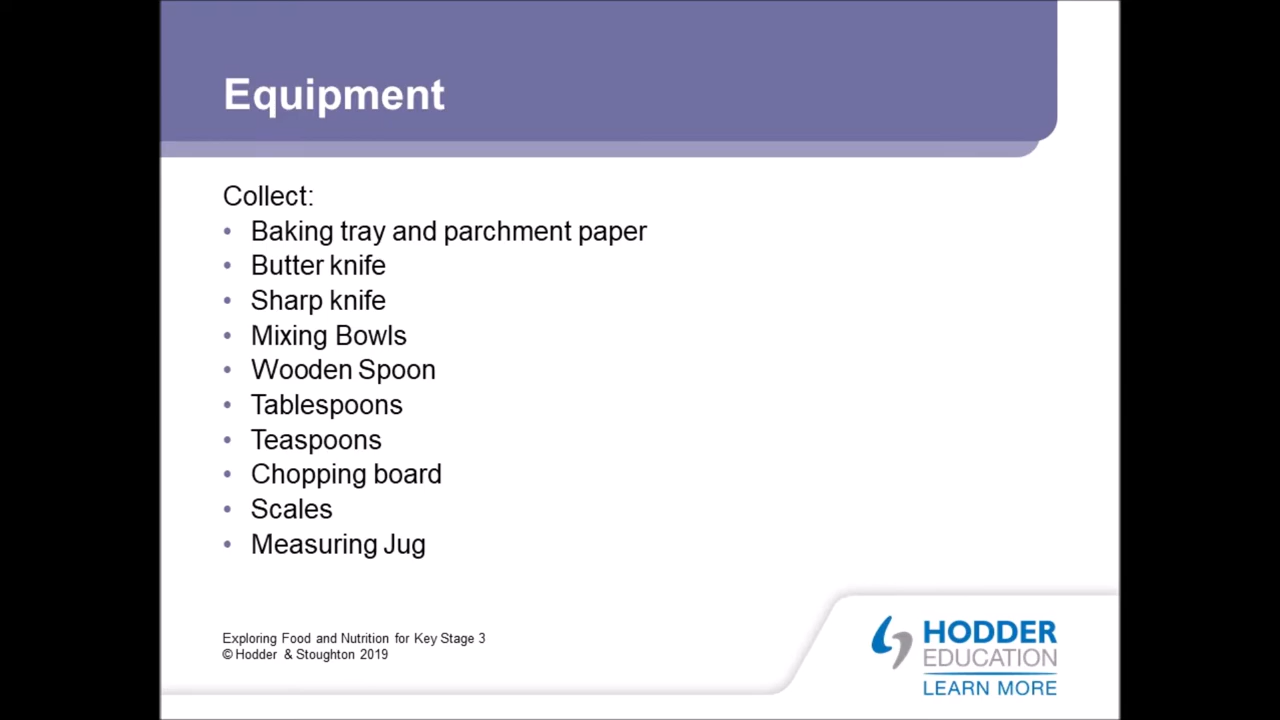 Equipment
Collect:
• Baking tray and parchment paper
• Butter knife
• Sharp knife
• Mixing Bowls
• Wooden Spoon
• Tablespoons
• Teaspoons
• Chopping board
• Scales
• Measuring Jug
Exploring Food and Nutrition for Key Stage 3
© Hodder & Stoughton 2019
HODDER
EDUCATION
LEARN MORE